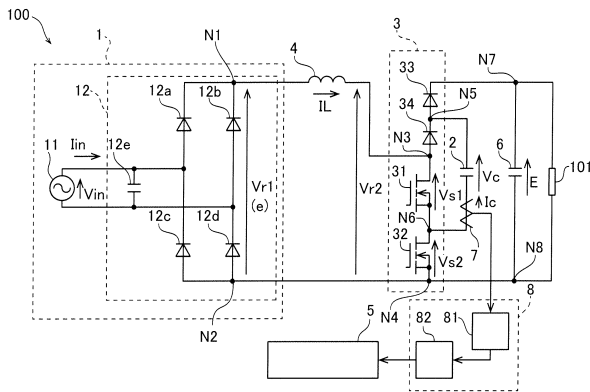 100
1
N1
4
3
N7
12
12a
12b
33
N5
34
IL
N3
11
Iin
12e
Vin
Vr1
(e)
Vr2
31
Vs1
2
Vc
6
E
101
Ic
N6
7
12c
12d
32
Vs2
N8
N2
N4
5
82
81
8